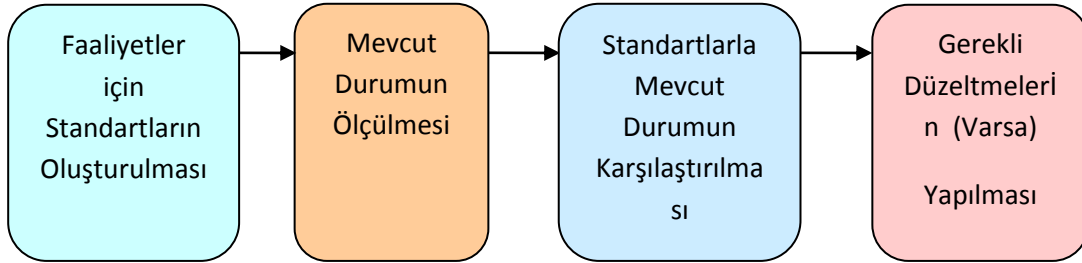 Faaliyetler
için
Standartların
Oluşturulması
Mevcut
Durumun
Ölçülmesi
Standartlarla
Mevcut
Durumun
Karşılaştırılma
sı
Gerekli
Düzeltmelerİ
n (Varsa)
Yapılması